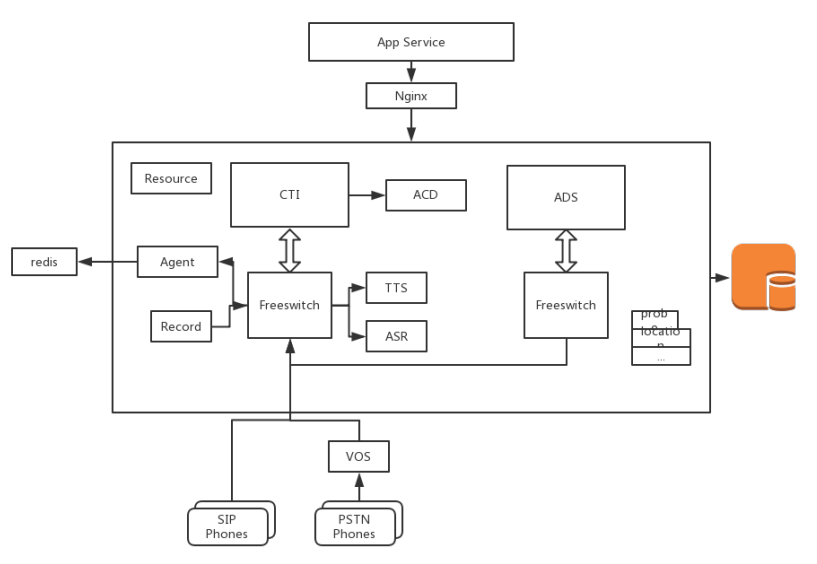 App Service
Nginx
Resource
CTI
ACD
ADS
redis
Agent
Freeswitch
TTS
Freeswitch
Record
ASR
prob
e
locatio
n
...
VOS
SIP
Phones
PSTN
Phones